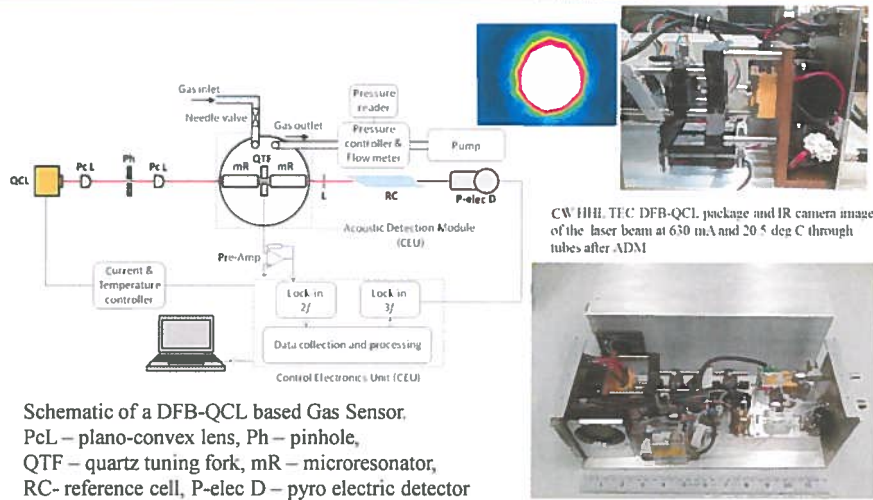 Gas inlet
Needle valve
Gas outlet
Pressure
reader
Pressure
controller &
Flow meter
Pump
QCL
PcL
Ph
PcL
mR
QTF
mR
L
RC
P-elec D
Acoustic Detection Module
(CEU)
Pre-Amp
Current &
Temperature
controller
Lock in
2f
Lock in
3f
Data collection and processing
Control Electronics Unit (CEU)
CW HHL TEC DFB-QCL package and IR camera image
of the laser beam at 630 mA and 20.5 deg C through
tubes after ADM
Schematic of a DFB-QCL based Gas Sensor.
PcL – plano-convex lens, Ph – pinhole,
QTF – quartz tuning fork, mR – microresonator,
RC- reference cell, P-elec D – pyro electric detector